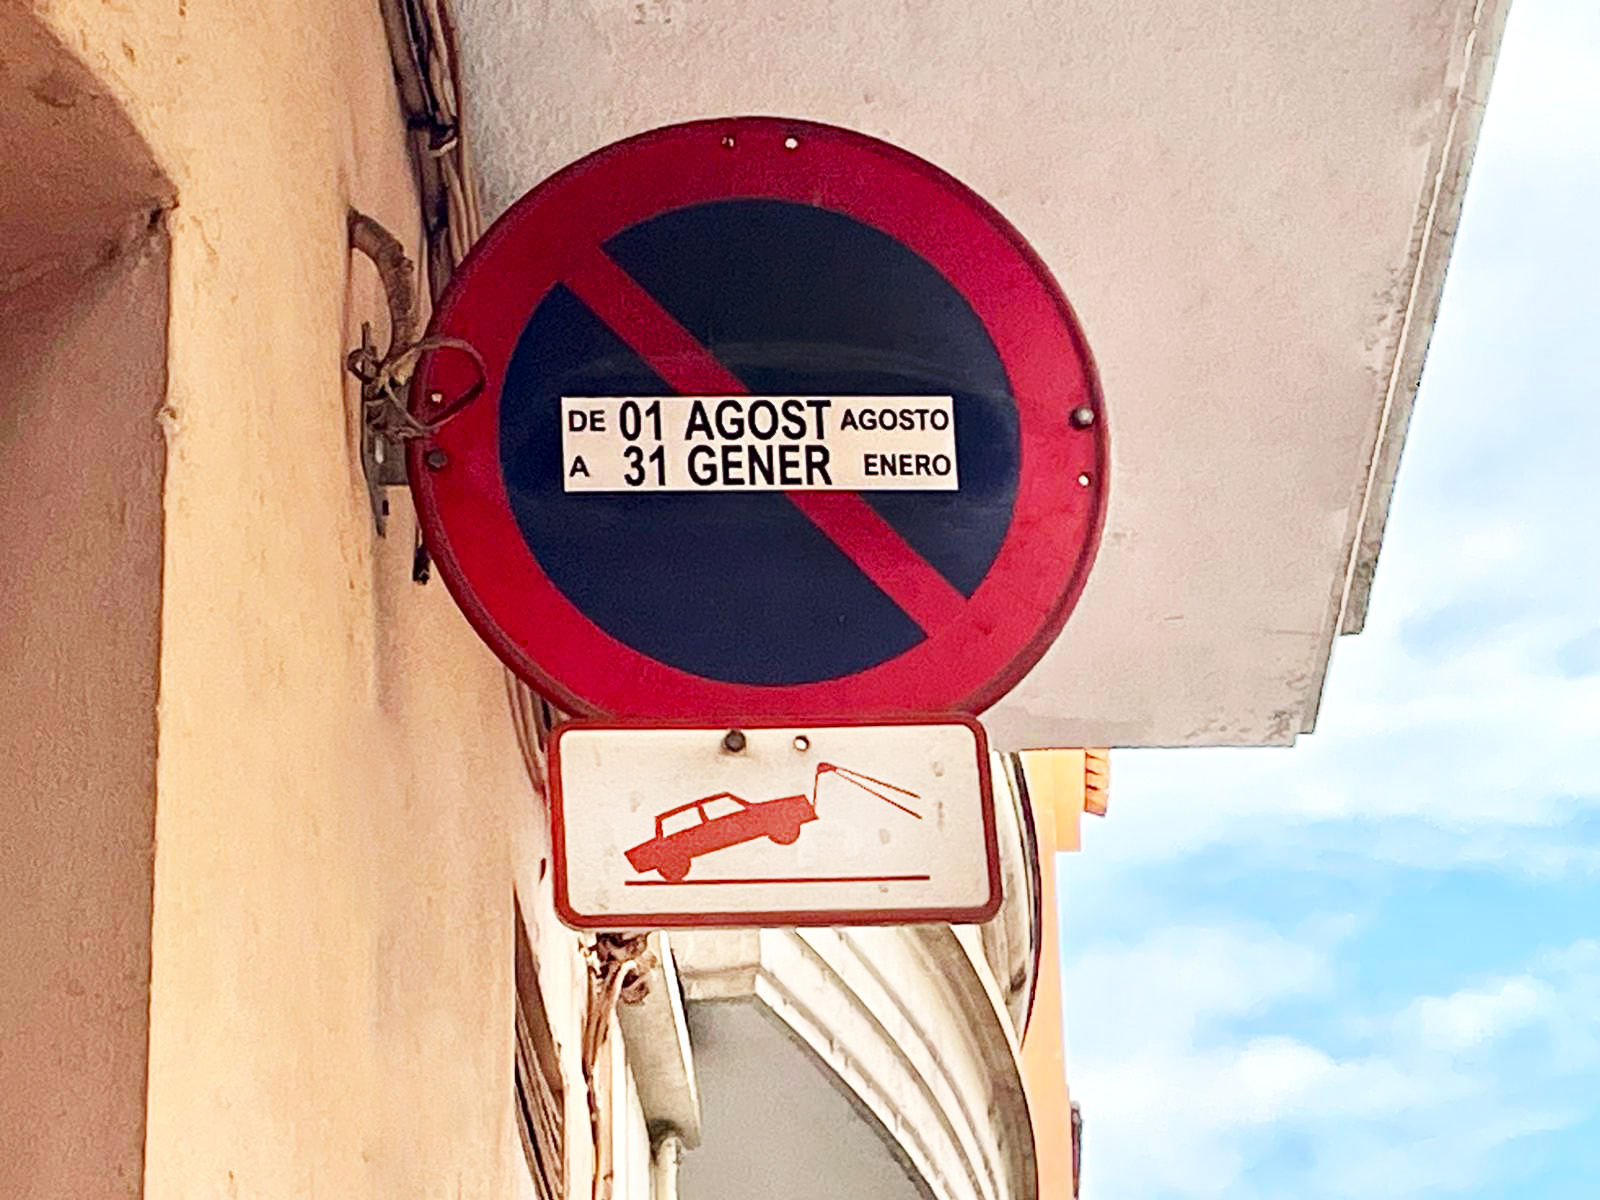 DE 01 AGOST AGOSTO
A 31 GENER ENERO